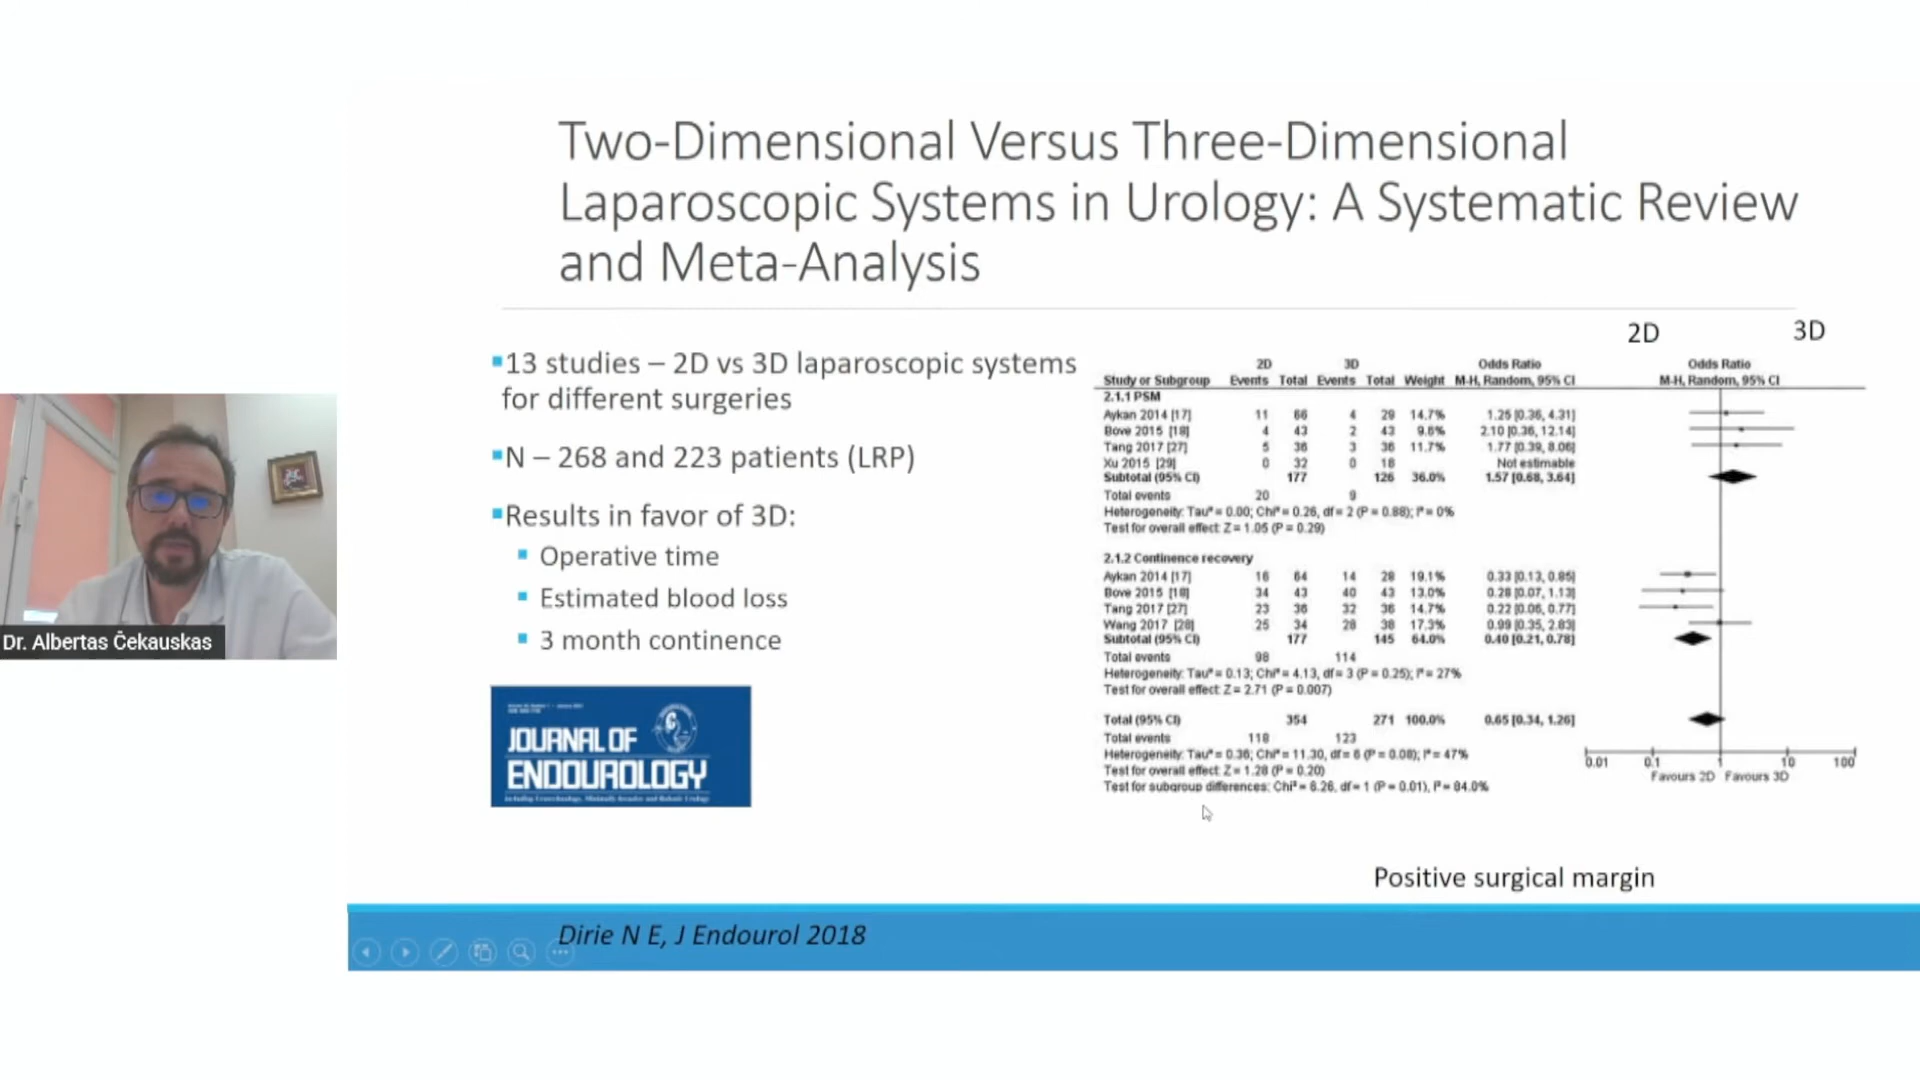 Two-Dimensional Versus Three-Dimensional
Laparoscopic Systems in Urology: A Systematic Review
and Meta-Analysis
13 studies – 2D vs 3D laparoscopic systems
for different surgeries
N – 268 and 223 patients (LRP)
Results in favor of 3D:
Operative time
Estimated blood loss
3 month continence
JOURNAL OF
ENDOUROLOGY
Dr. Albertas Čekauskas
2D 3D
2D 3D Odds Ratio Odds Ratio
Study or Subgroup Events Total Events Total Weight M-H, Random, 95% CI M-H, Random, 95% CI
2.1.1 PSM
Aykan 2014 [17] 11 66 4 29 14.7% 1.25 [0.36, 4.31]
Bove 2015 [18] 4 43 2 43 9.6% 2.10 [0.36, 12.14]
Tang 2017 [27] 5 36 3 36 11.7% 1.77 [0.39, 8.06]
Xu 2015 [29] 0 32 0 18 Not estimable
Subtotal (95% CI) 177 126 36.0% 1.57 [0.68, 3.64]
Total events 20 9
Heterogeneity: Tau² = 0.00; Chi² = 0.26, df = 2 (P = 0.88); I² = 0%
Test for overall effect: Z = 1.05 (P = 0.29)
2.1.2 Continence recovery
Aykan 2014 [17] 16 64 14 28 19.1% 0.33 [0.13, 0.85]
Bove 2015 [18] 34 43 40 43 13.0% 0.28 [0.07, 1.13]
Tang 2017 [27] 23 36 32 36 14.7% 0.22 [0.06, 0.77]
Wang 2017 [28] 25 34 28 38 17.3% 0.99 [0.35, 2.83]
Subtotal (95% CI) 177 145 64.0% 0.40 [0.21, 0.78]
Total events 98 114
Heterogeneity: Tau² = 0.13; Chi² = 4.13, df = 3 (P = 0.25); I² = 27%
Test for overall effect: Z = 2.71 (P = 0.007)
Total (95% CI) 354 271 100.0% 0.65 [0.34, 1.26]
Total events 118 123
Heterogeneity: Tau² = 0.36; Chi² = 11.30, df = 6 (P = 0.08); I² = 47%
Test for overall effect: Z = 1.28 (P = 0.20)
Test for subgroup differences: Chi² = 6.26, df = 1 (P = 0.01), I² = 84.0%
0.01 0.1 1 10 100
Favours 2D Favours 3D
Positive surgical margin
Dirie N E, J Endourol 2018